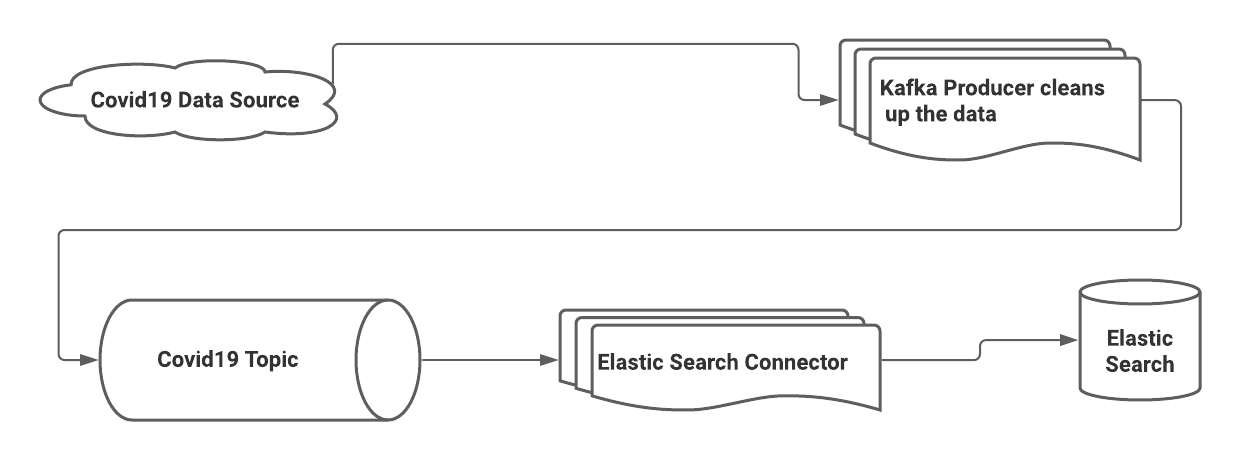 Covid19 Data Source
Kafka Producer cleans
up the data
Covid19 Topic
Elastic Search Connector
Elastic
Search